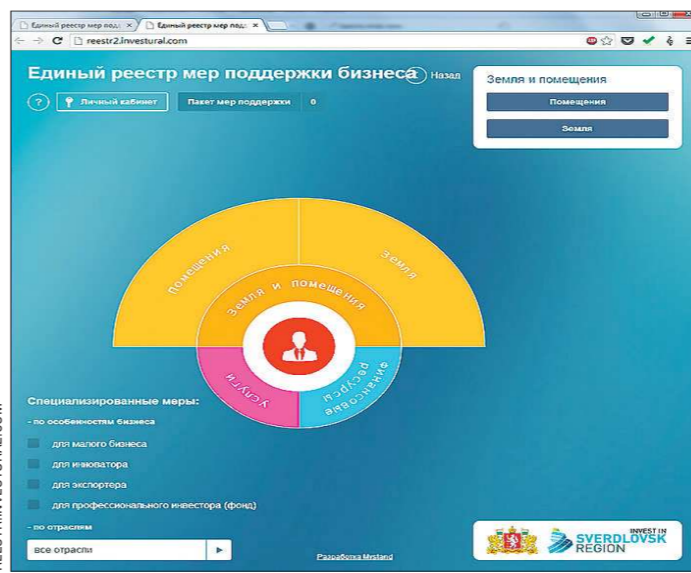 Единый реестр мер подд
Единый реестр мер подд
reestr2.investural.com
Единый реестр мер поддержки бизнеса
Назад
?
Личный кабинет
Пакет мер поддержки 0
Земля и помещения
Помещения
Земля
Помещения
Земля
Земля и помещения
Услуги
Финансовые
ресурсы
Специализированные меры:
- по особенностям бизнеса
для малого бизнеса
для инноватора
для экспортера
для профессионального инвестора (фонд)
- по отраслям
все отрасли
Разработка Mrstand
INVEST IN
SVERDLOVSK
REGION